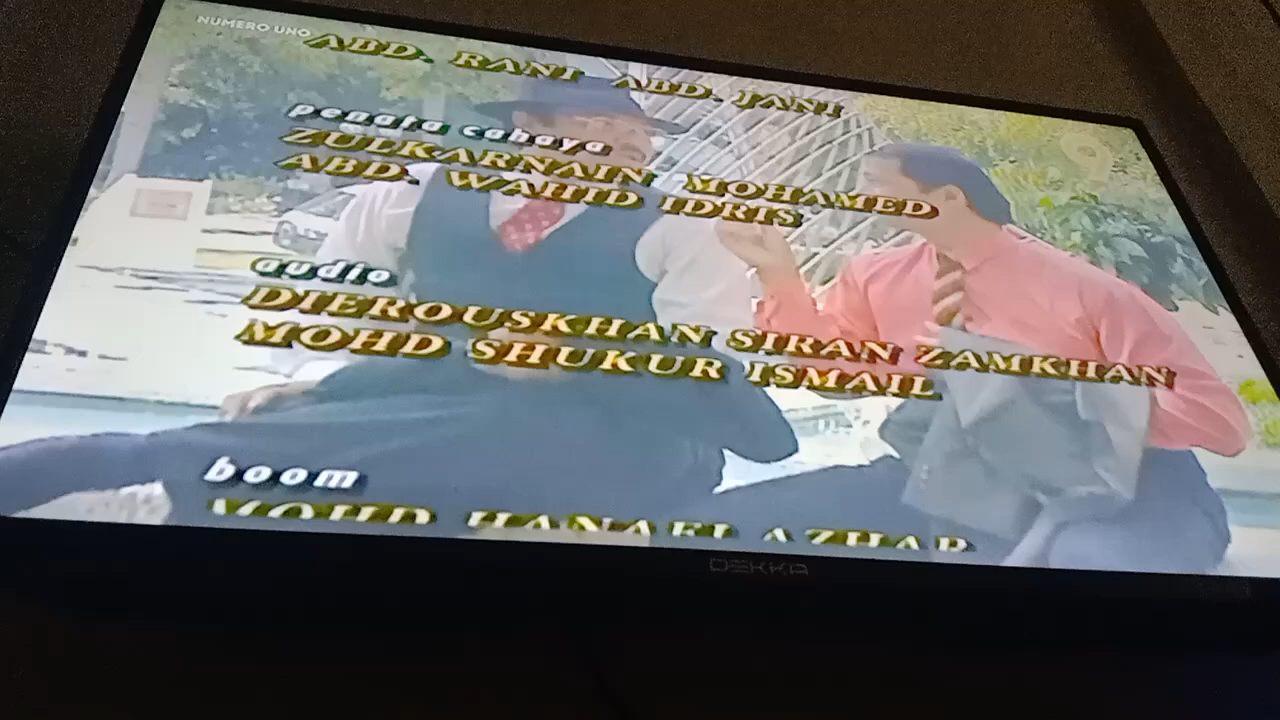 NUMERO UNO
ABD. RANI ABD. JANI
penata cahaya
ZULKARNAIN MOHAMED
ABD. WAHID IDRIS
audio
DIEROUSKHAN SIRAN ZAMKHAN
MOHD SHUKUR ISMAIL
boom
MOHD HANAFI AZHAR
DEKKA
9